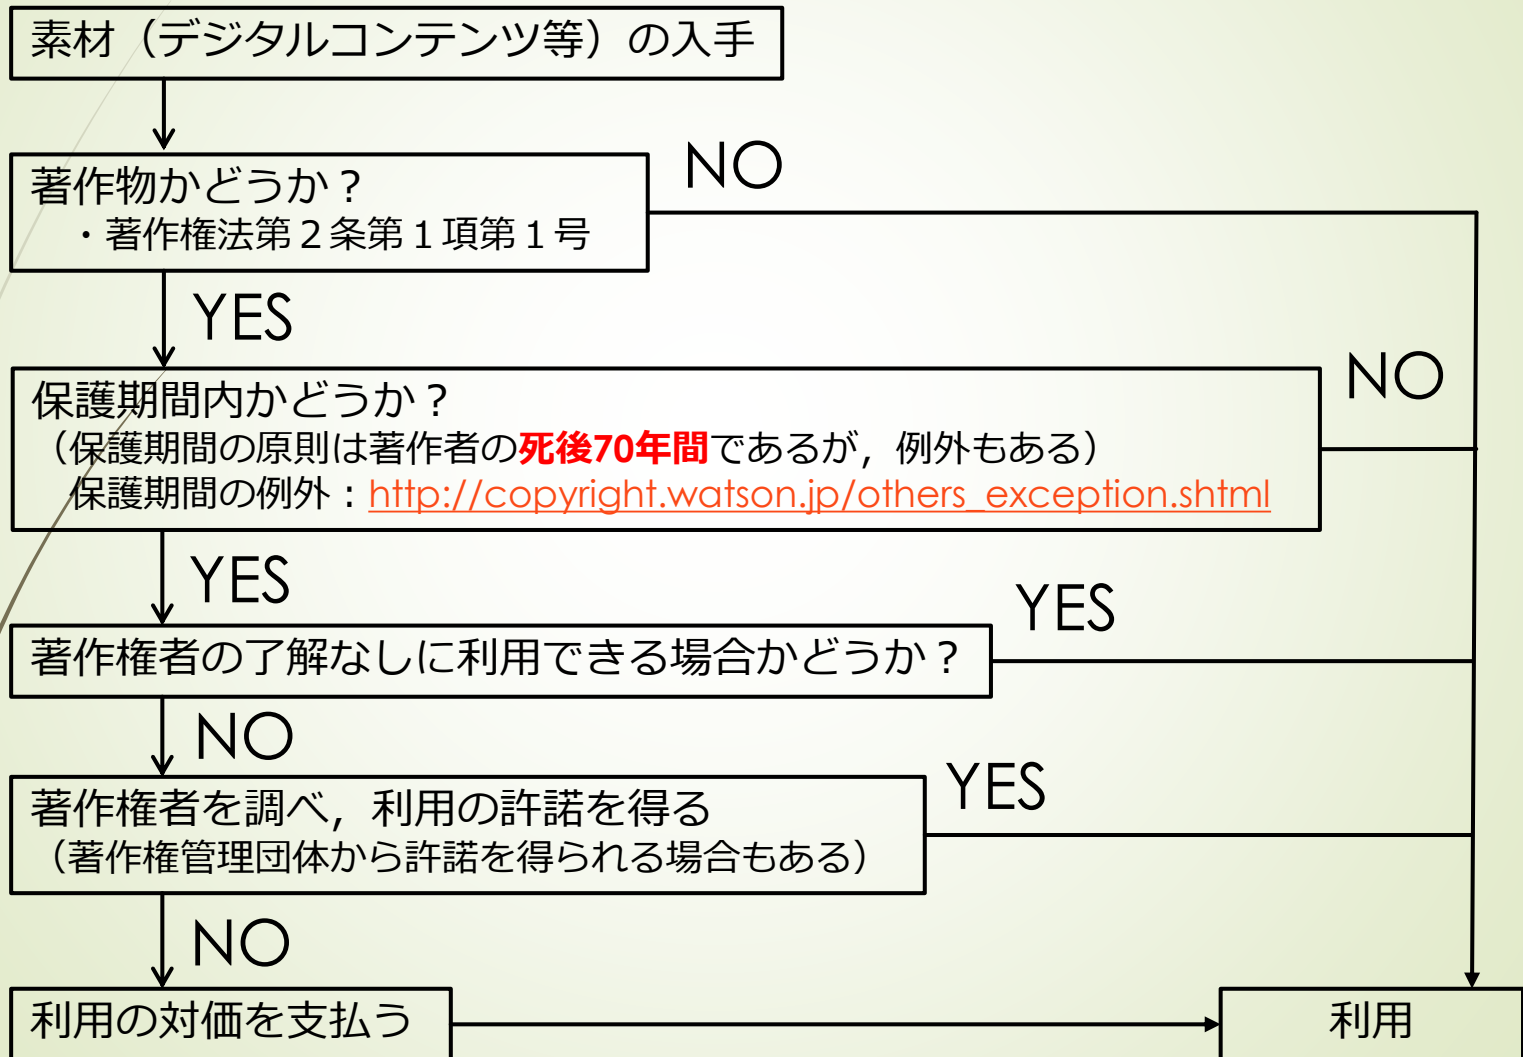 素材（デジタルコンテンツ等）の入手
著作物かどうか？
NO
・著作権法第２条第１項第１号
YES
保護期間内かどうか？
NO
（保護期間の原則は著作者の死後70年間であるが，例外もある）
保護期間の例外：http://copyright.watson.jp/others_exception.shtml
YES
著作権者の了解なしに利用できる場合かどうか？
YES
NO
著作権者を調べ，利用の許諾を得る
YES
（著作権管理団体から許諾を得られる場合もある）
NO
利用の対価を支払う
利用